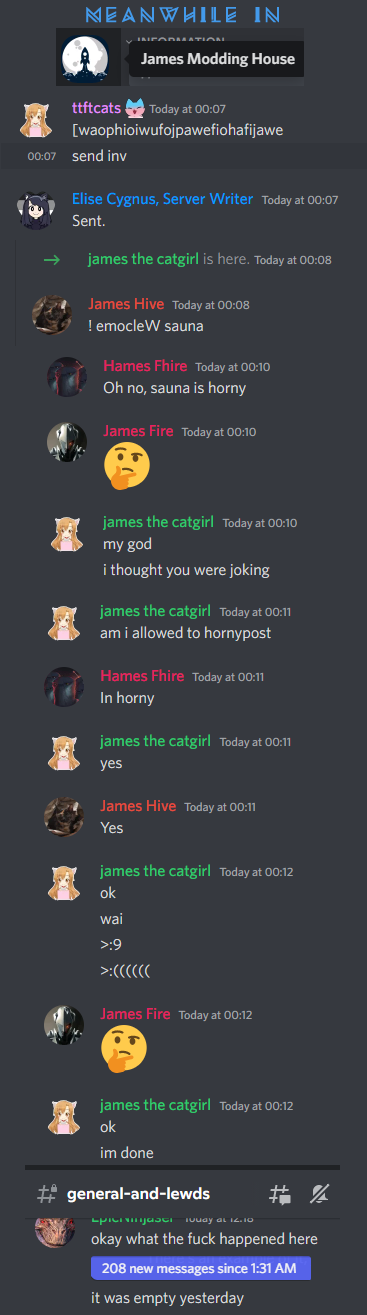 MEANWHILE IN
INFORMATION
James Modding House
ttftcats Today at 00:07
[waophioiwufojpawefiohafijawe
00:07 send inv
Elise Cygnus, Server Writer Today at 00:07
Sent.
james the catgirl is here. Today at 00:08
James Hive Today at 00:08
! emocleW sauna
Hames Fhire Today at 00:10
Oh no, sauna is horny
James Fire Today at 00:10
james the catgirl Today at 00:10
my god
i thought you were joking
james the catgirl Today at 00:11
am i allowed to hornypost
Hames Fhire Today at 00:11
In horny
james the catgirl Today at 00:11
yes
James Hive Today at 00:11
Yes
james the catgirl Today at 00:12
ok
wai
>:9
>:((((((
James Fire Today at 00:12
james the catgirl Today at 00:12
ok
im done
general-and-lewds
EpicNinjaser Today at 12:18
okay what the fuck happened here
208 new messages since 1:31 AM
it was empty yesterday